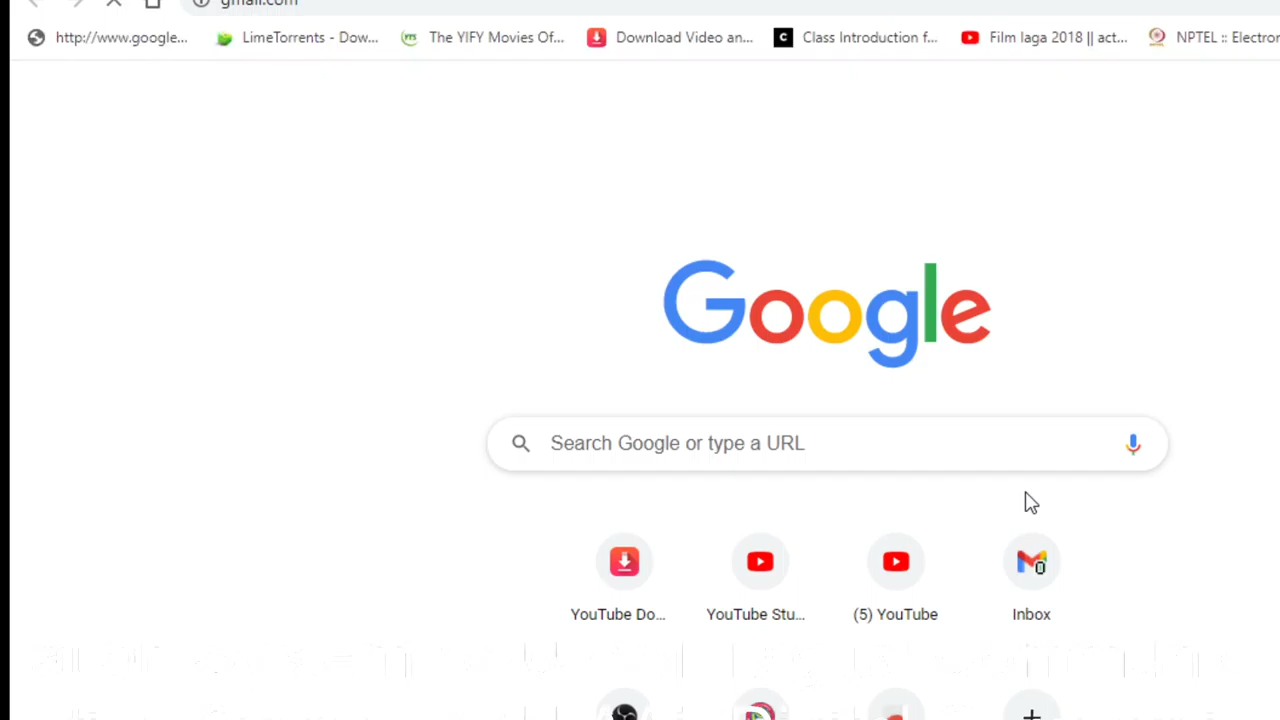 gmail.com
http://www.google... LimeTorrents - Dow... The YIFY Movies Of... Download Video an... Class Introduction f... Film laga 2018 || act... NPTEL :: Electron
Google
Search Google or type a URL
YouTube Do... YouTube Stu... (5) YouTube Inbox